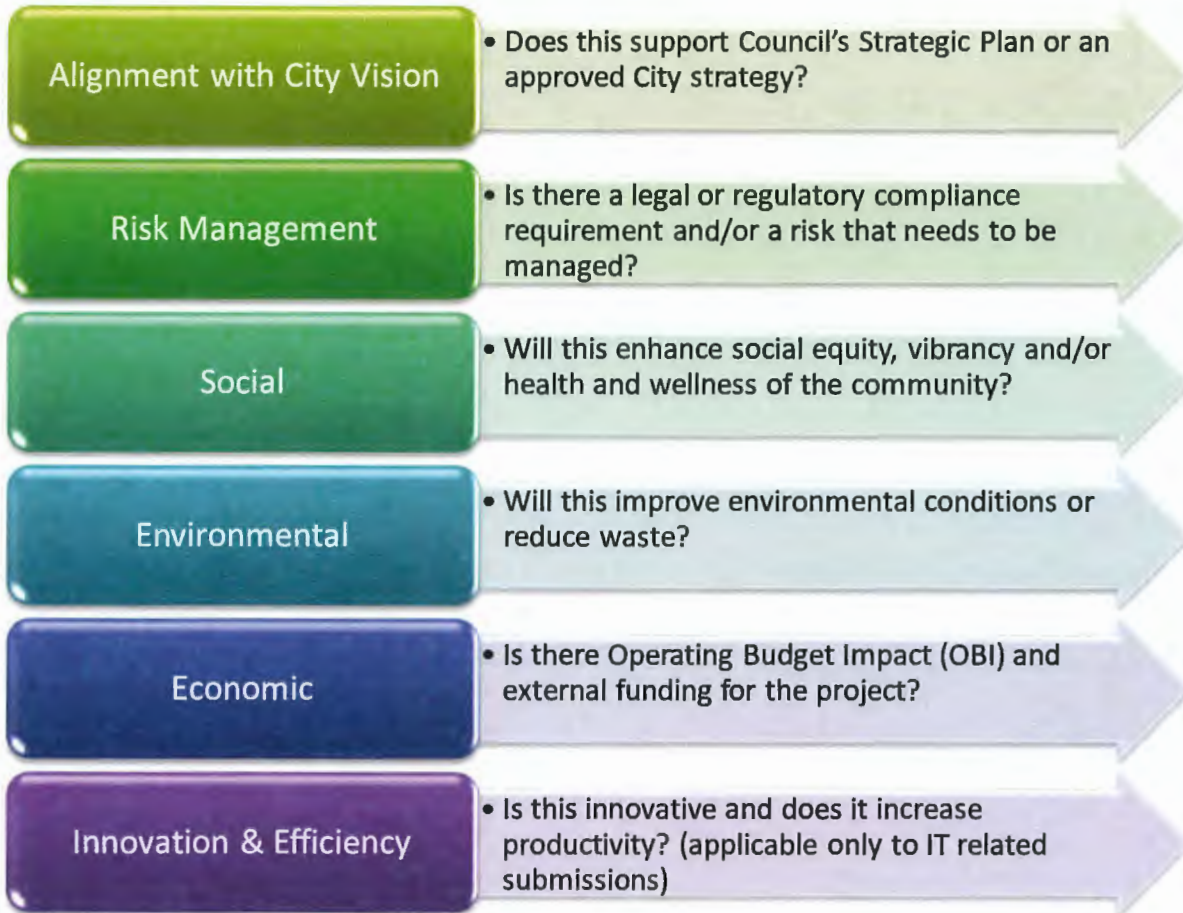 Alignment with City Vision
• Does this support Council's Strategic Plan or an
approved City strategy?
Risk Management
• Is there a legal or regulatory compliance
requirement and/or a risk that needs to be
managed?
Social
• Will this enhance social equity, vibrancy and/or
health and wellness of the community?
Environmental
• Will this improve environmental conditions or
reduce waste?
Economic
• Is there Operating Budget Impact (OBI) and
external funding for the project?
Innovation & Efficiency
• Is this innovative and does it increase
productivity? (applicable only to IT related
submissions)